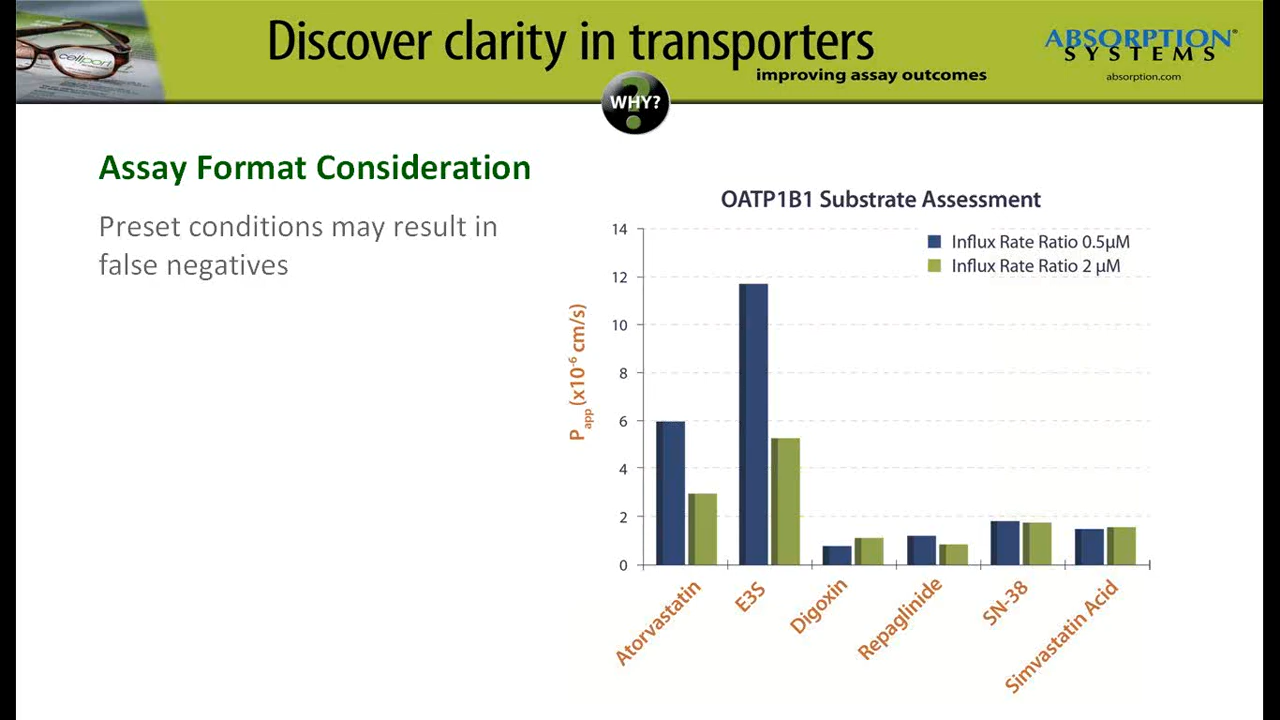 cellport
Discover clarity in transporters
improving assay outcomes
ABSORPTION®
SYSTEMS
absorption.com
?
WHY?
Assay Format Consideration
Preset conditions may result in
false negatives
OATP1B1 Substrate Assessment
Influx Rate Ratio 0.5µM
Influx Rate Ratio 2 µM
14
12
10
8
6
4
2
0
Papp (x10-6 cm/s)
Atorvastatin
E3S
Digoxin
Repaglinide
SN-38
Simvastatin Acid